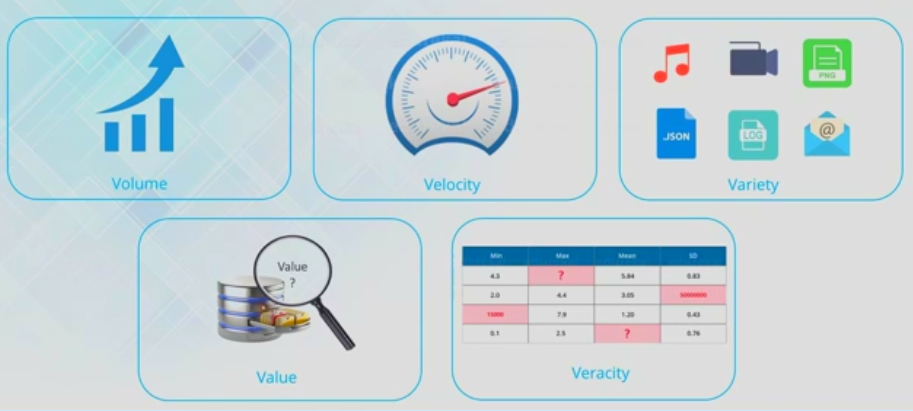 PNG
.JSON
LOG
@
Volume
Velocity
Variety
Value
?
Value
Min Max Mean SD
4.3 ? 5.84 0.83
2.0 4.4 3.05 50000000
15000 7.9 1.20 0.43
0.1 2.5 ? 0.76
Veracity